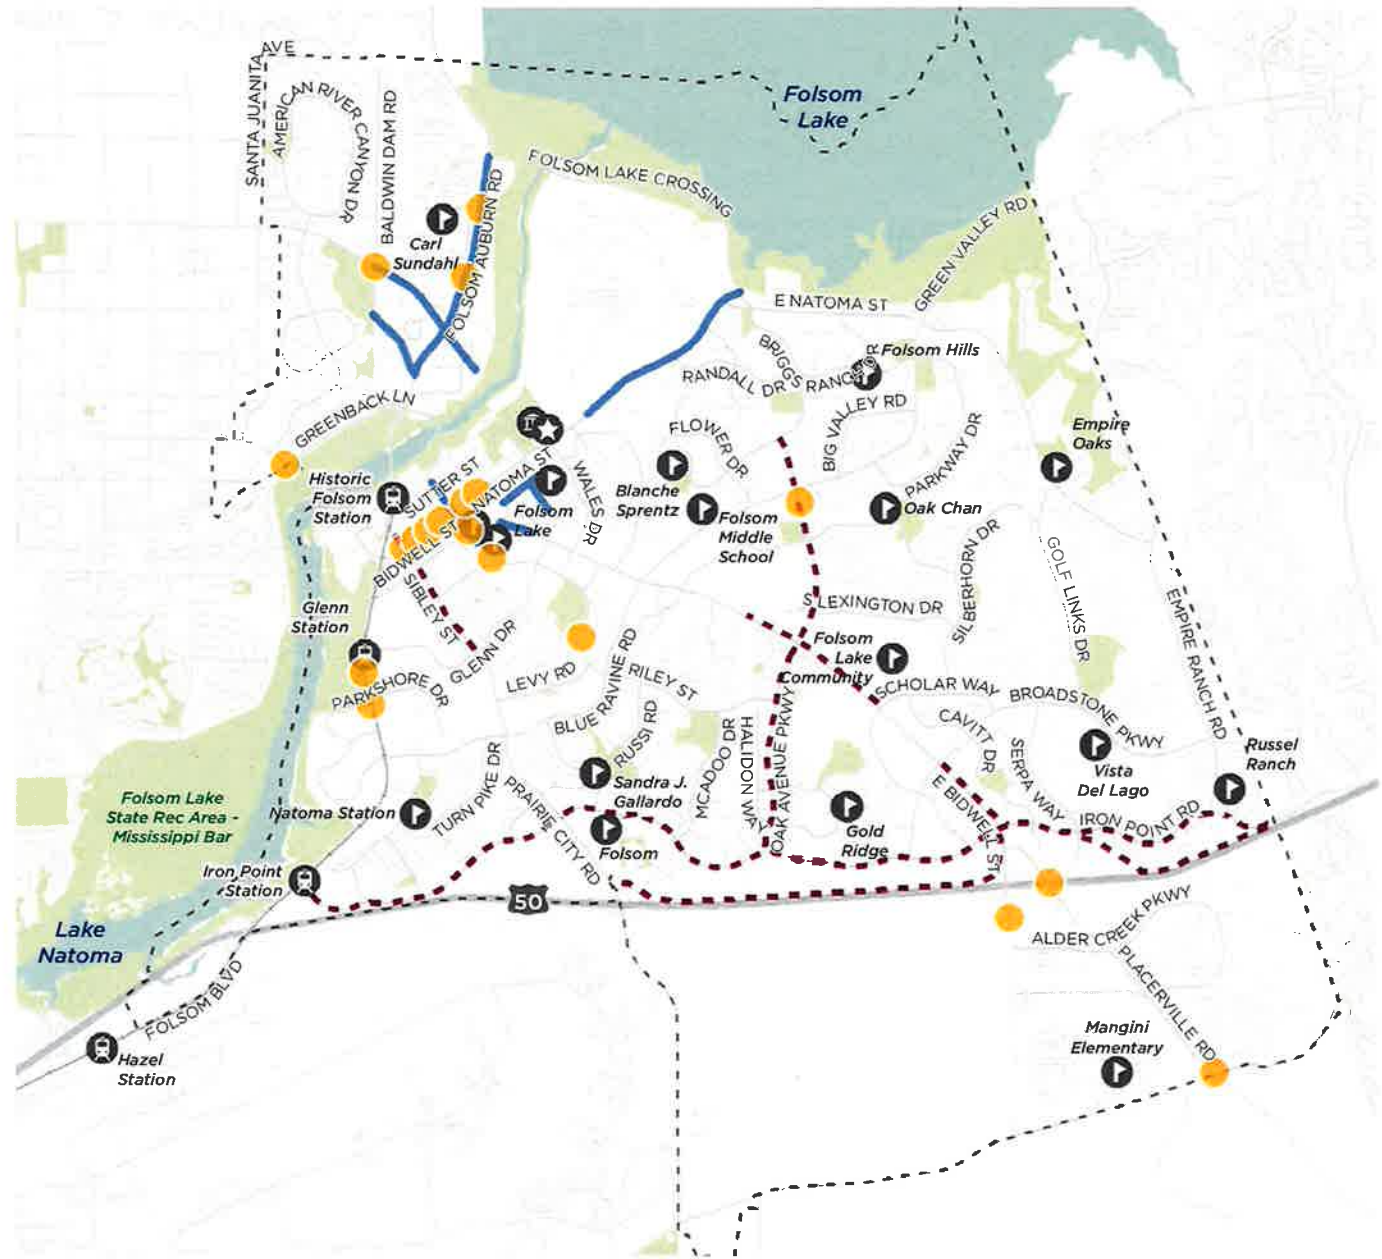 AVE
SANTA JUANITA
AMERICAN RIVER
CANYON DR
BALDWIN DAM RD
Folsom
Lake
FOLSOM LAKE CROSSING
Carl
Sundahl
FOLSOM AUBURN RD
GREEN VALLEY RD
E NATOMA ST
BRIGGS
RANCH DR
Folsom Hills
RANDALL DR
BIG VALLEY RD
GREENBACK LN
FLOWER DR
PARKWAY DR
Empire
Oaks
Historic
Folsom
Station
SUTTER ST
NATOMA ST
WALES DR
Blanche
Sprentz
Folsom
Lake
Folsom
Middle
School
Oak Chan
BIDWELL ST
SIBLEY ST
SILBERHORN DR
GOLF LINKS DR
EMPIRE RANCH RD
Glenn
Station
S LEXINGTON DR
GLENN DR
Folsom
Lake
Community
PARKSHORE DR
LEVY RD
BLUE RAVINE RD
RILEY ST
SCHOLAR WAY
BROADSTONE PKWY
RUSSI RD
MCADOO DR
HALIDON WAY
OAK AVENUE PKWY
CAVITT DR
SERPA WAY
Vista
Del Lago
Russel
Ranch
Folsom Lake
State Rec Area -
Mississippi Bar
Natoma Station
TURN PIKE DR
PRAIRIE CITY RD
Sandra J.
Gallardo
Folsom
Gold
Ridge
E BIDWELL ST
IRON POINT RD
Iron Point
Station
50
Lake
Natoma
ALDER CREEK PKWY
FOLSOM BLVD
PLACERVILLE RD
Hazel
Station
Mangini
Elementary